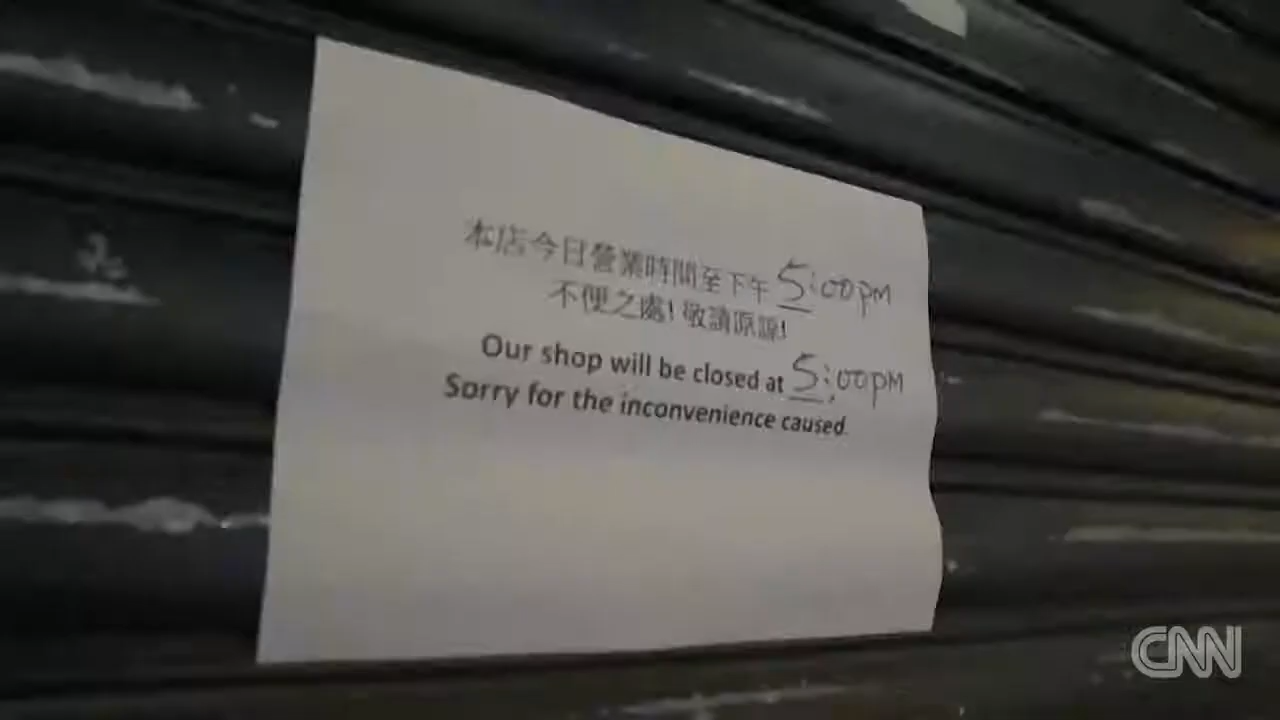 本店今日營業時間至下午 5:00pm
不便之處! 敬請原諒!
Our shop will be closed at 5:00pm
Sorry for the inconvenience caused.
CNN